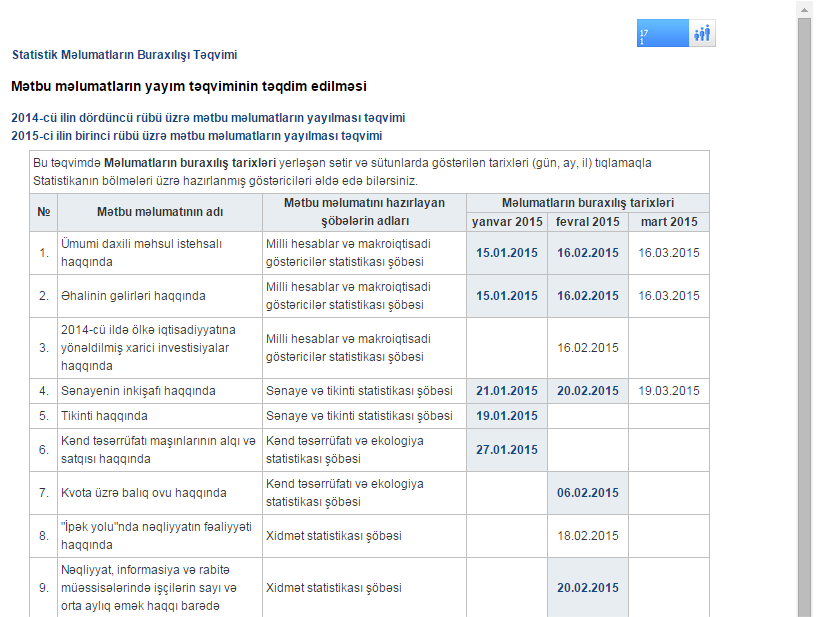 17
1
Statistik Məlumatların Buraxılışı Təqvimi
Mətbu məlumatların yayım təqviminin təqdim edilməsi
2014-cü ilin dördüncü rübü üzrə mətbu məlumatların yayılması təqvimi
2015-ci ilin birinci rübü üzrə mətbu məlumatların yayılması təqvimi
Bu təqvimdə Məlumatların buraxılış tarixləri yerləşən sətir və sütunlarda göstərilən tarixləri (gün, ay, il) tıqlamaqla
Statistikanın bölmələri üzrə hazırlanmış göstəriciləri əldə edə bilərsiniz.
№ Mətbu məlumatının adı Mətbu məlumatını hazırlayan Məlumatların buraxılış tarixləri
şöbələrin adları yanvar 2015 fevral 2015 mart 2015
Ümumi daxili məhsul istehsalı Milli hesablar və makroiqtisadi
1. haqqında göstəricilər statistikası şöbəsi 15.01.2015 16.02.2015 16.03.2015
Milli hesablar və makroiqtisadi
2. Əhalinin gəlirləri haqqında göstəricilər statistikası şöbəsi 15.01.2015 16.02.2015 16.03.2015
2014-cü ildə ölkə iqtisadiyyatına
3. yönəldilmiş xarici investisiyalar Milli hesablar və makroiqtisadi 16.02.2015
haqqında göstəricilər statistikası şöbəsi
4. Sənayenin inkişafı haqqında Sənaye və tikinti statistikası şöbəsi 21.01.2015 20.02.2015 19.03.2015
5. Tikinti haqqında Sənaye və tikinti statistikası şöbəsi 19.01.2015
Kənd təsərrüfatı maşınlarının alqı və Kənd təsərrüfatı və ekologiya
6. satqısı haqqında statistikası şöbəsi 27.01.2015
Kənd təsərrüfatı və ekologiya
7. Kvota üzrə balıq ovu haqqında statistikası şöbəsi 06.02.2015
"İpək yolu"nda nəqliyyatın fəaliyyəti
8. haqqında Xidmət statistikası şöbəsi 18.02.2015
Nəqliyyat, informasiya və rabitə
9. müəssisələrində işçilərin sayı və Xidmət statistikası şöbəsi 20.02.2015
orta aylıq əmək haqqı barədə